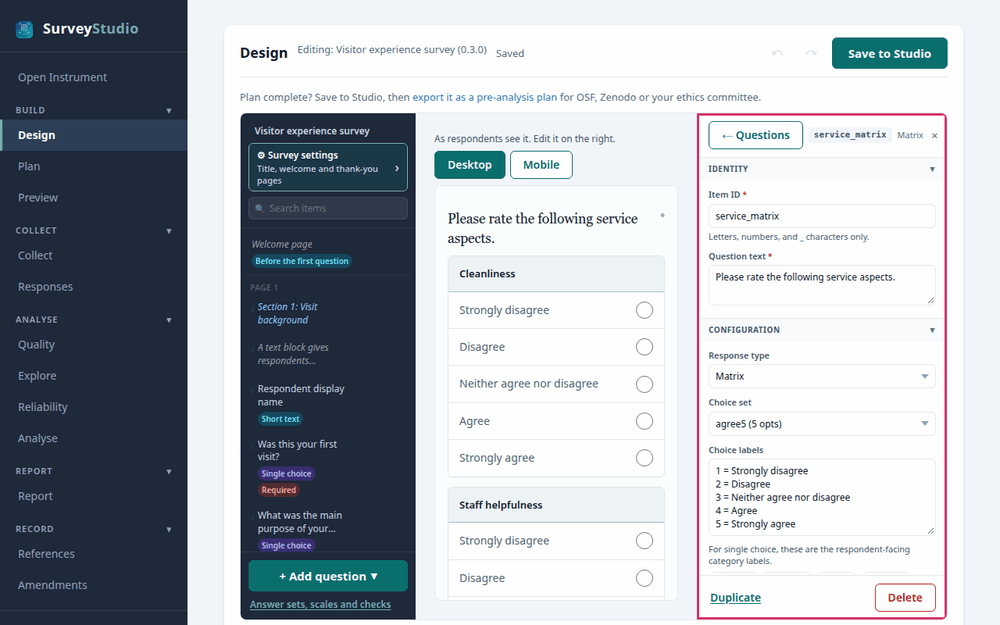 SurveyStudio
Open Instrument
BUILD
Design
Plan
Preview
COLLECT
Collect
Responses
ANALYSE
Quality
Explore
Reliability
Analyse
REPORT
Report
RECORD
References
Amendments
Design
Editing: Visitor experience survey (0.3.0)
Saved
Save to Studio
Plan complete? Save to Studio, then export it as a pre-analysis plan for OSF, Zenodo or your ethics committee.
Visitor experience survey
Survey settings
Title, welcome and thank-you
pages
Search items
Welcome page
Before the first question
PAGE 1
Section 1: Visit
background
A text block gives
respondents...
Respondent display
name
Short text
Was this your first
visit?
Single choice
Required
What was the main
purpose of your...
Single choice
+ Add question ▼
Answer sets, scales and checks
As respondents see it. Edit it on the right.
Desktop
Mobile
Please rate the following service
aspects.
Cleanliness
Strongly disagree
Disagree
Neither agree nor disagree
Agree
Strongly agree
Staff helpfulness
Strongly disagree
Disagree
← Questions
service_matrix
Matrix
×
IDENTITY
Item ID *
service_matrix
Letters, numbers, and _ characters only.
Question text *
Please rate the following service aspects.
CONFIGURATION
Response type
Matrix
Choice set
agree5 (5 opts)
Choice labels
1 = Strongly disagree
2 = Disagree
3 = Neither agree nor disagree
4 = Agree
5 = Strongly agree
For single choice, these are the respondent-facing
category labels.
Duplicate
Delete